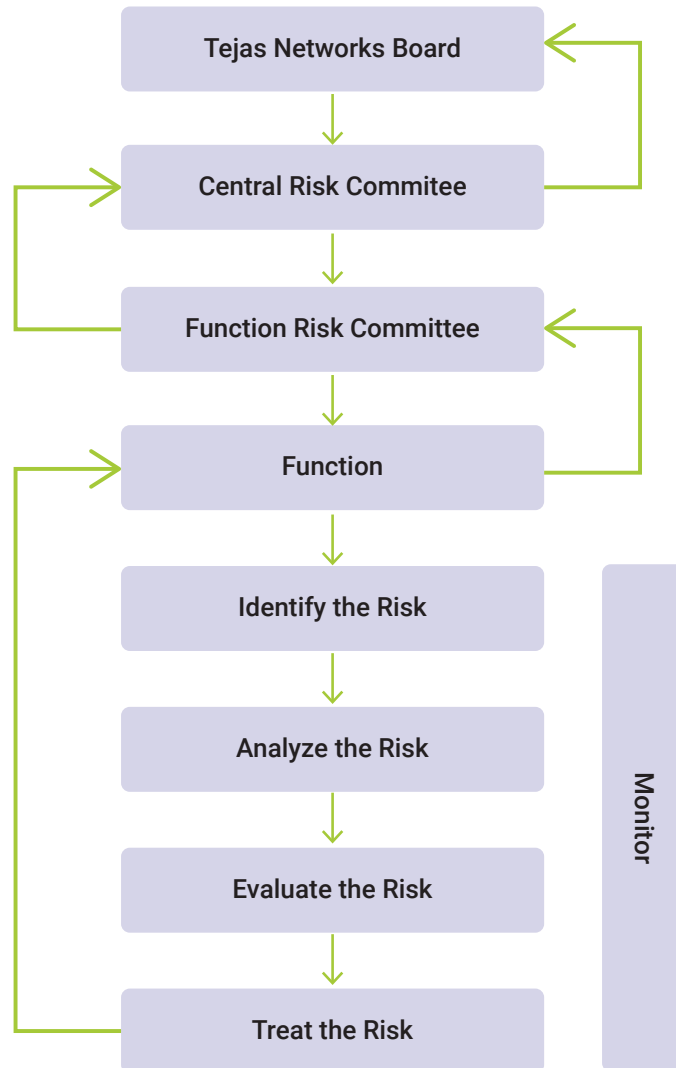 Tejas Networks Board
Central Risk Commitee
Function Risk Committee
Function
Identify the Risk
Analyze the Risk
Evaluate the Risk
Treat the Risk
Monitor